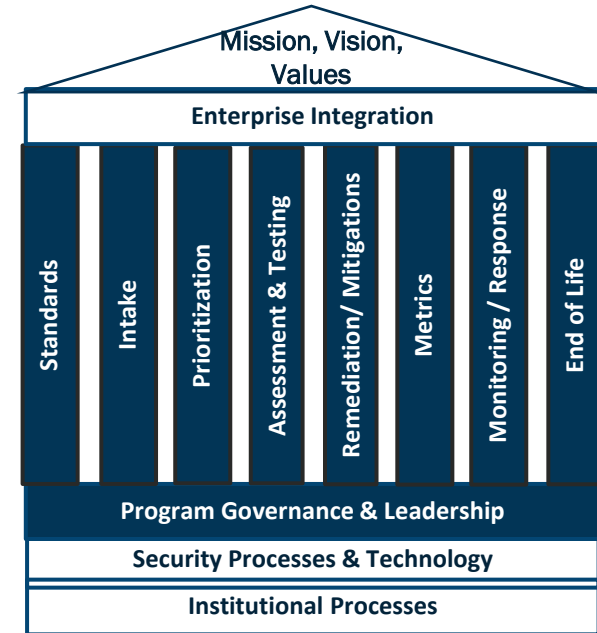 Mission, Vision,
Values
Enterprise Integration
Standards
Intake
Prioritization
Assessment & Testing
Remediation/ Mitigations
Metrics
Monitoring / Response
End of Life
Program Governance & Leadership
Security Processes & Technology
Institutional Processes